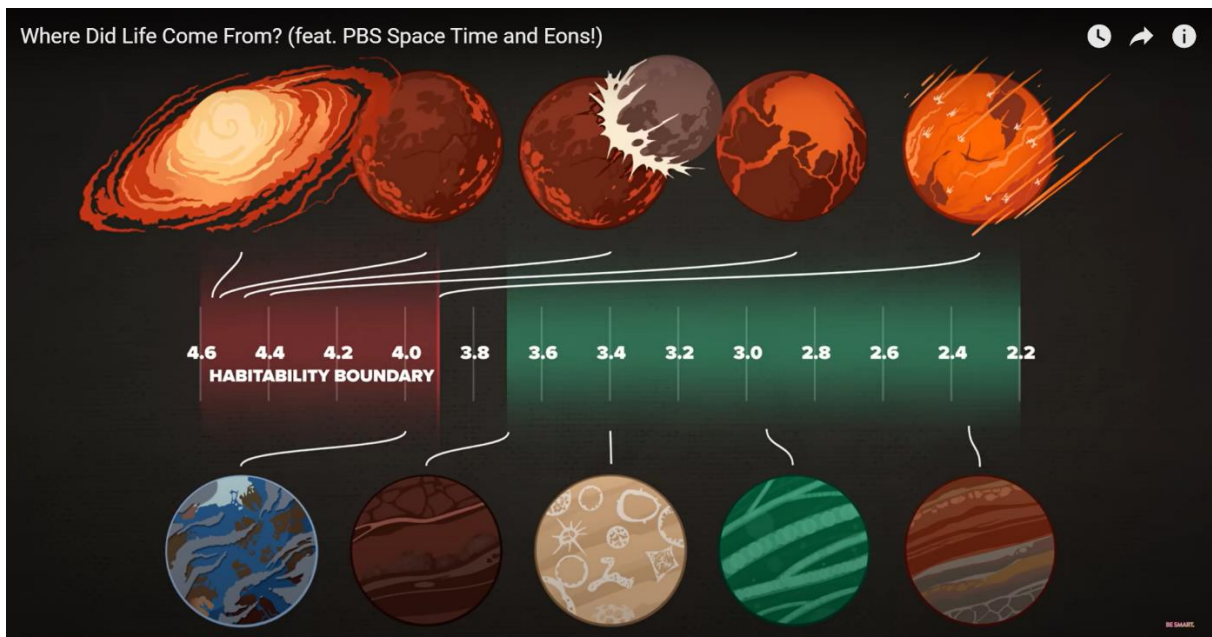 Where Did Life Come From? (feat. PBS Space Time and Eons!)
4.6 4.4 4.2 4.0 3.8 3.6 3.4 3.2 3.0 2.8 2.6 2.4 2.2
HABITABILITY BOUNDARY
BE SMART.